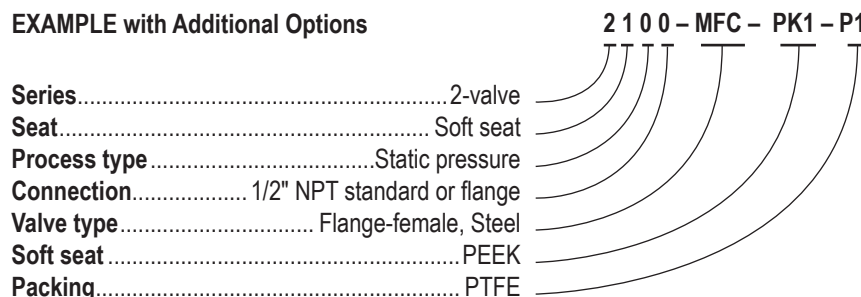 EXAMPLE with Additional Options 2 1 0 0 – MFC – PK1 – P1
Series.................................................................2-valve
Seat................................................................ Soft seat
Process type.......................................Static pressure
Connection.................... 1/2" NPT standard or flange
Valve type.................................. Flange-female, Steel
Soft seat..............................................................PEEK
Packing................................................................ PTFE